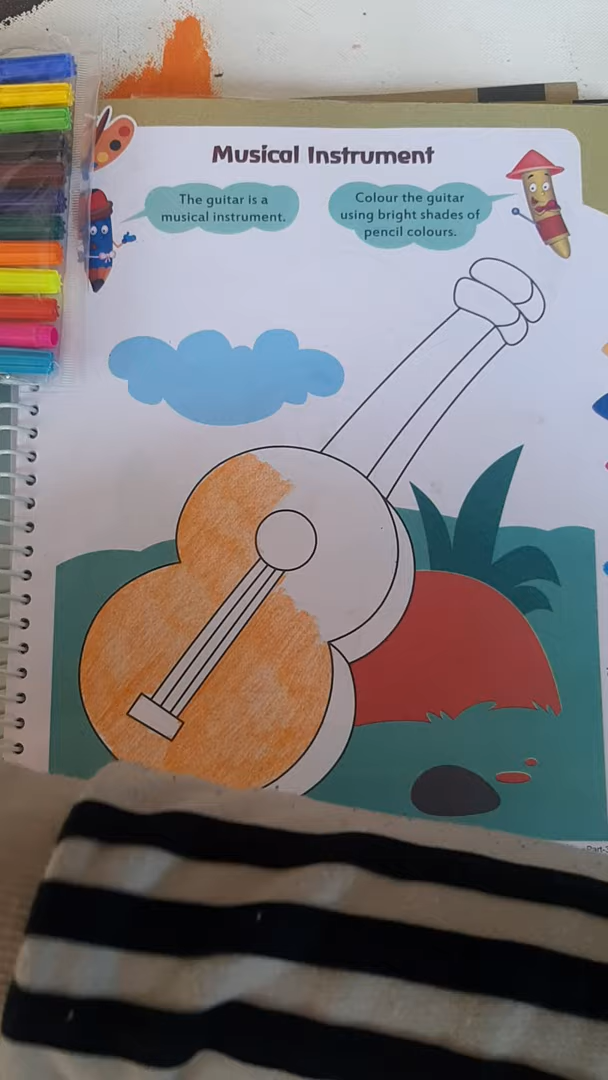 Musical Instrument
The guitar is a
musical instrument.
Colour the guitar
using bright shades of
pencil colours.